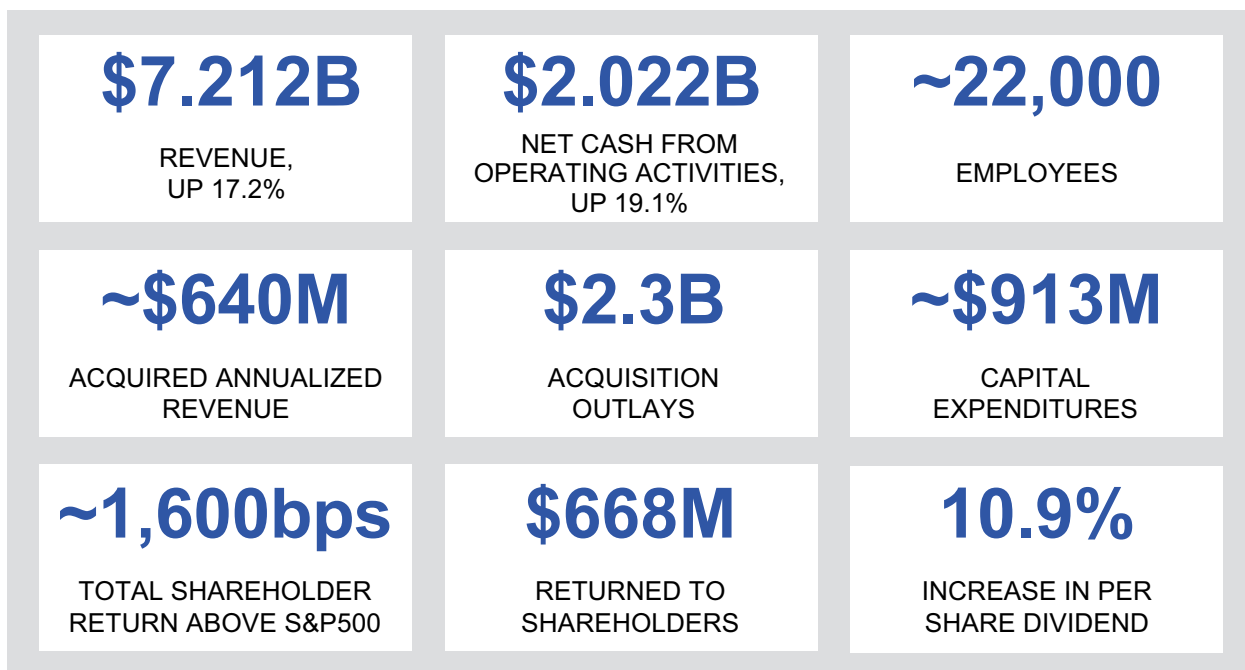 $7.212B
REVENUE,
UP 17.2%
$2.022B
NET CASH FROM
OPERATING ACTIVITIES,
UP 19.1%
~22,000
EMPLOYEES
~$640M
ACQUIRED ANNUALIZED
REVENUE
$2.3B
ACQUISITION
OUTLAYS
~$913M
CAPITAL
EXPENDITURES
~1,600bps
TOTAL SHAREHOLDER
RETURN ABOVE S&P500
$668M
RETURNED TO
SHAREHOLDERS
10.9%
INCREASE IN PER
SHARE DIVIDEND